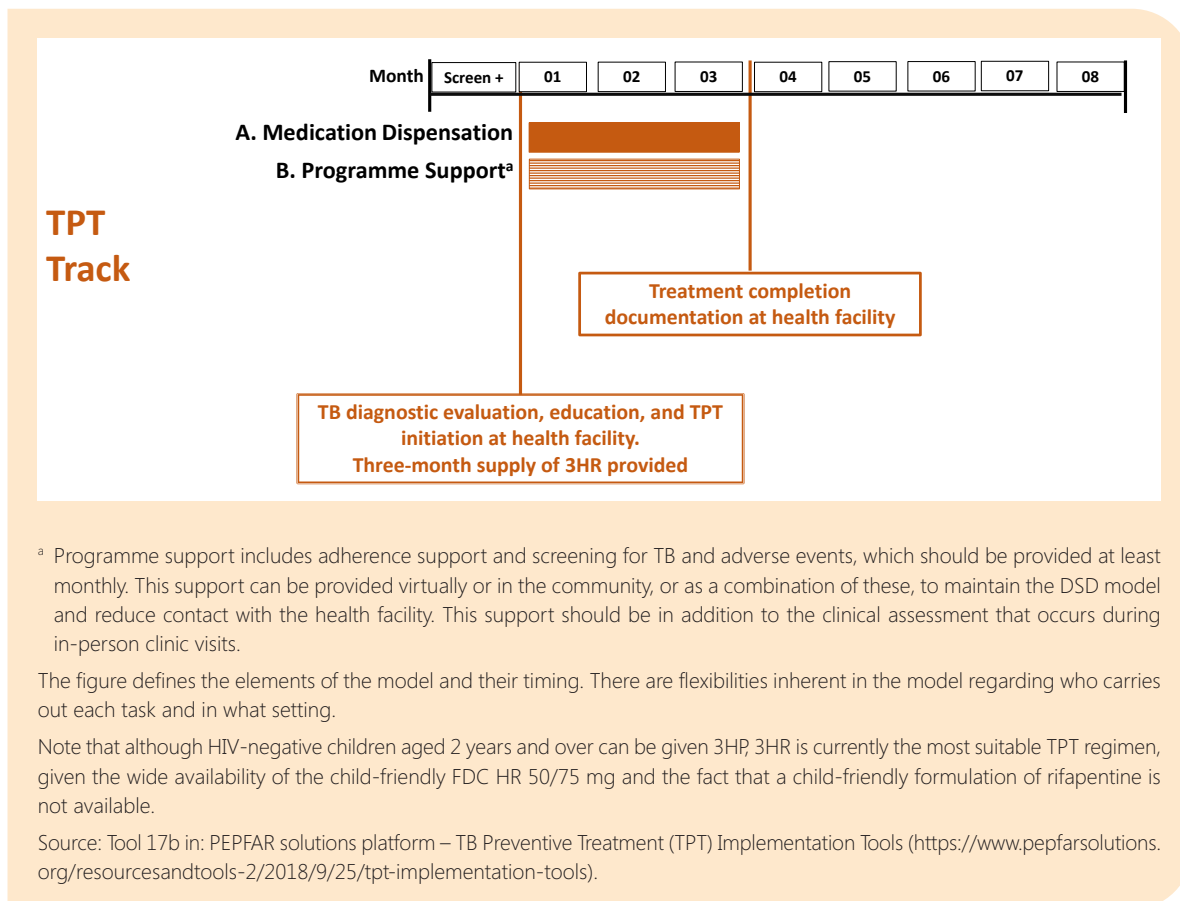 Month Screen + 01 02 03 04 05 06 07 08
A. Medication Dispensation
B. Programme Supportᵃ
TPT
Track
Treatment completion
documentation at health facility
TB diagnostic evaluation, education, and TPT
initiation at health facility.
Three-month supply of 3HR provided
ᵃ Programme support includes adherence support and screening for TB and adverse events, which should be provided at least
monthly. This support can be provided virtually or in the community, or as a combination of these, to maintain the DSD model
and reduce contact with the health facility. This support should be in addition to the clinical assessment that occurs during
in-person clinic visits.
The figure defines the elements of the model and their timing. There are flexibilities inherent in the model regarding who carries
out each task and in what setting.
Note that although HIV-negative children aged 2 years and over can be given 3HP, 3HR is currently the most suitable TPT regimen,
given the wide availability of the child-friendly FDC HR 50/75 mg and the fact that a child-friendly formulation of rifapentine is
not available.
Source: Tool 17b in: PEPFAR solutions platform – TB Preventive Treatment (TPT) Implementation Tools (https://www.pepfarsolutions.
org/resourcesandtools-2/2018/9/25/tpt-implementation-tools).